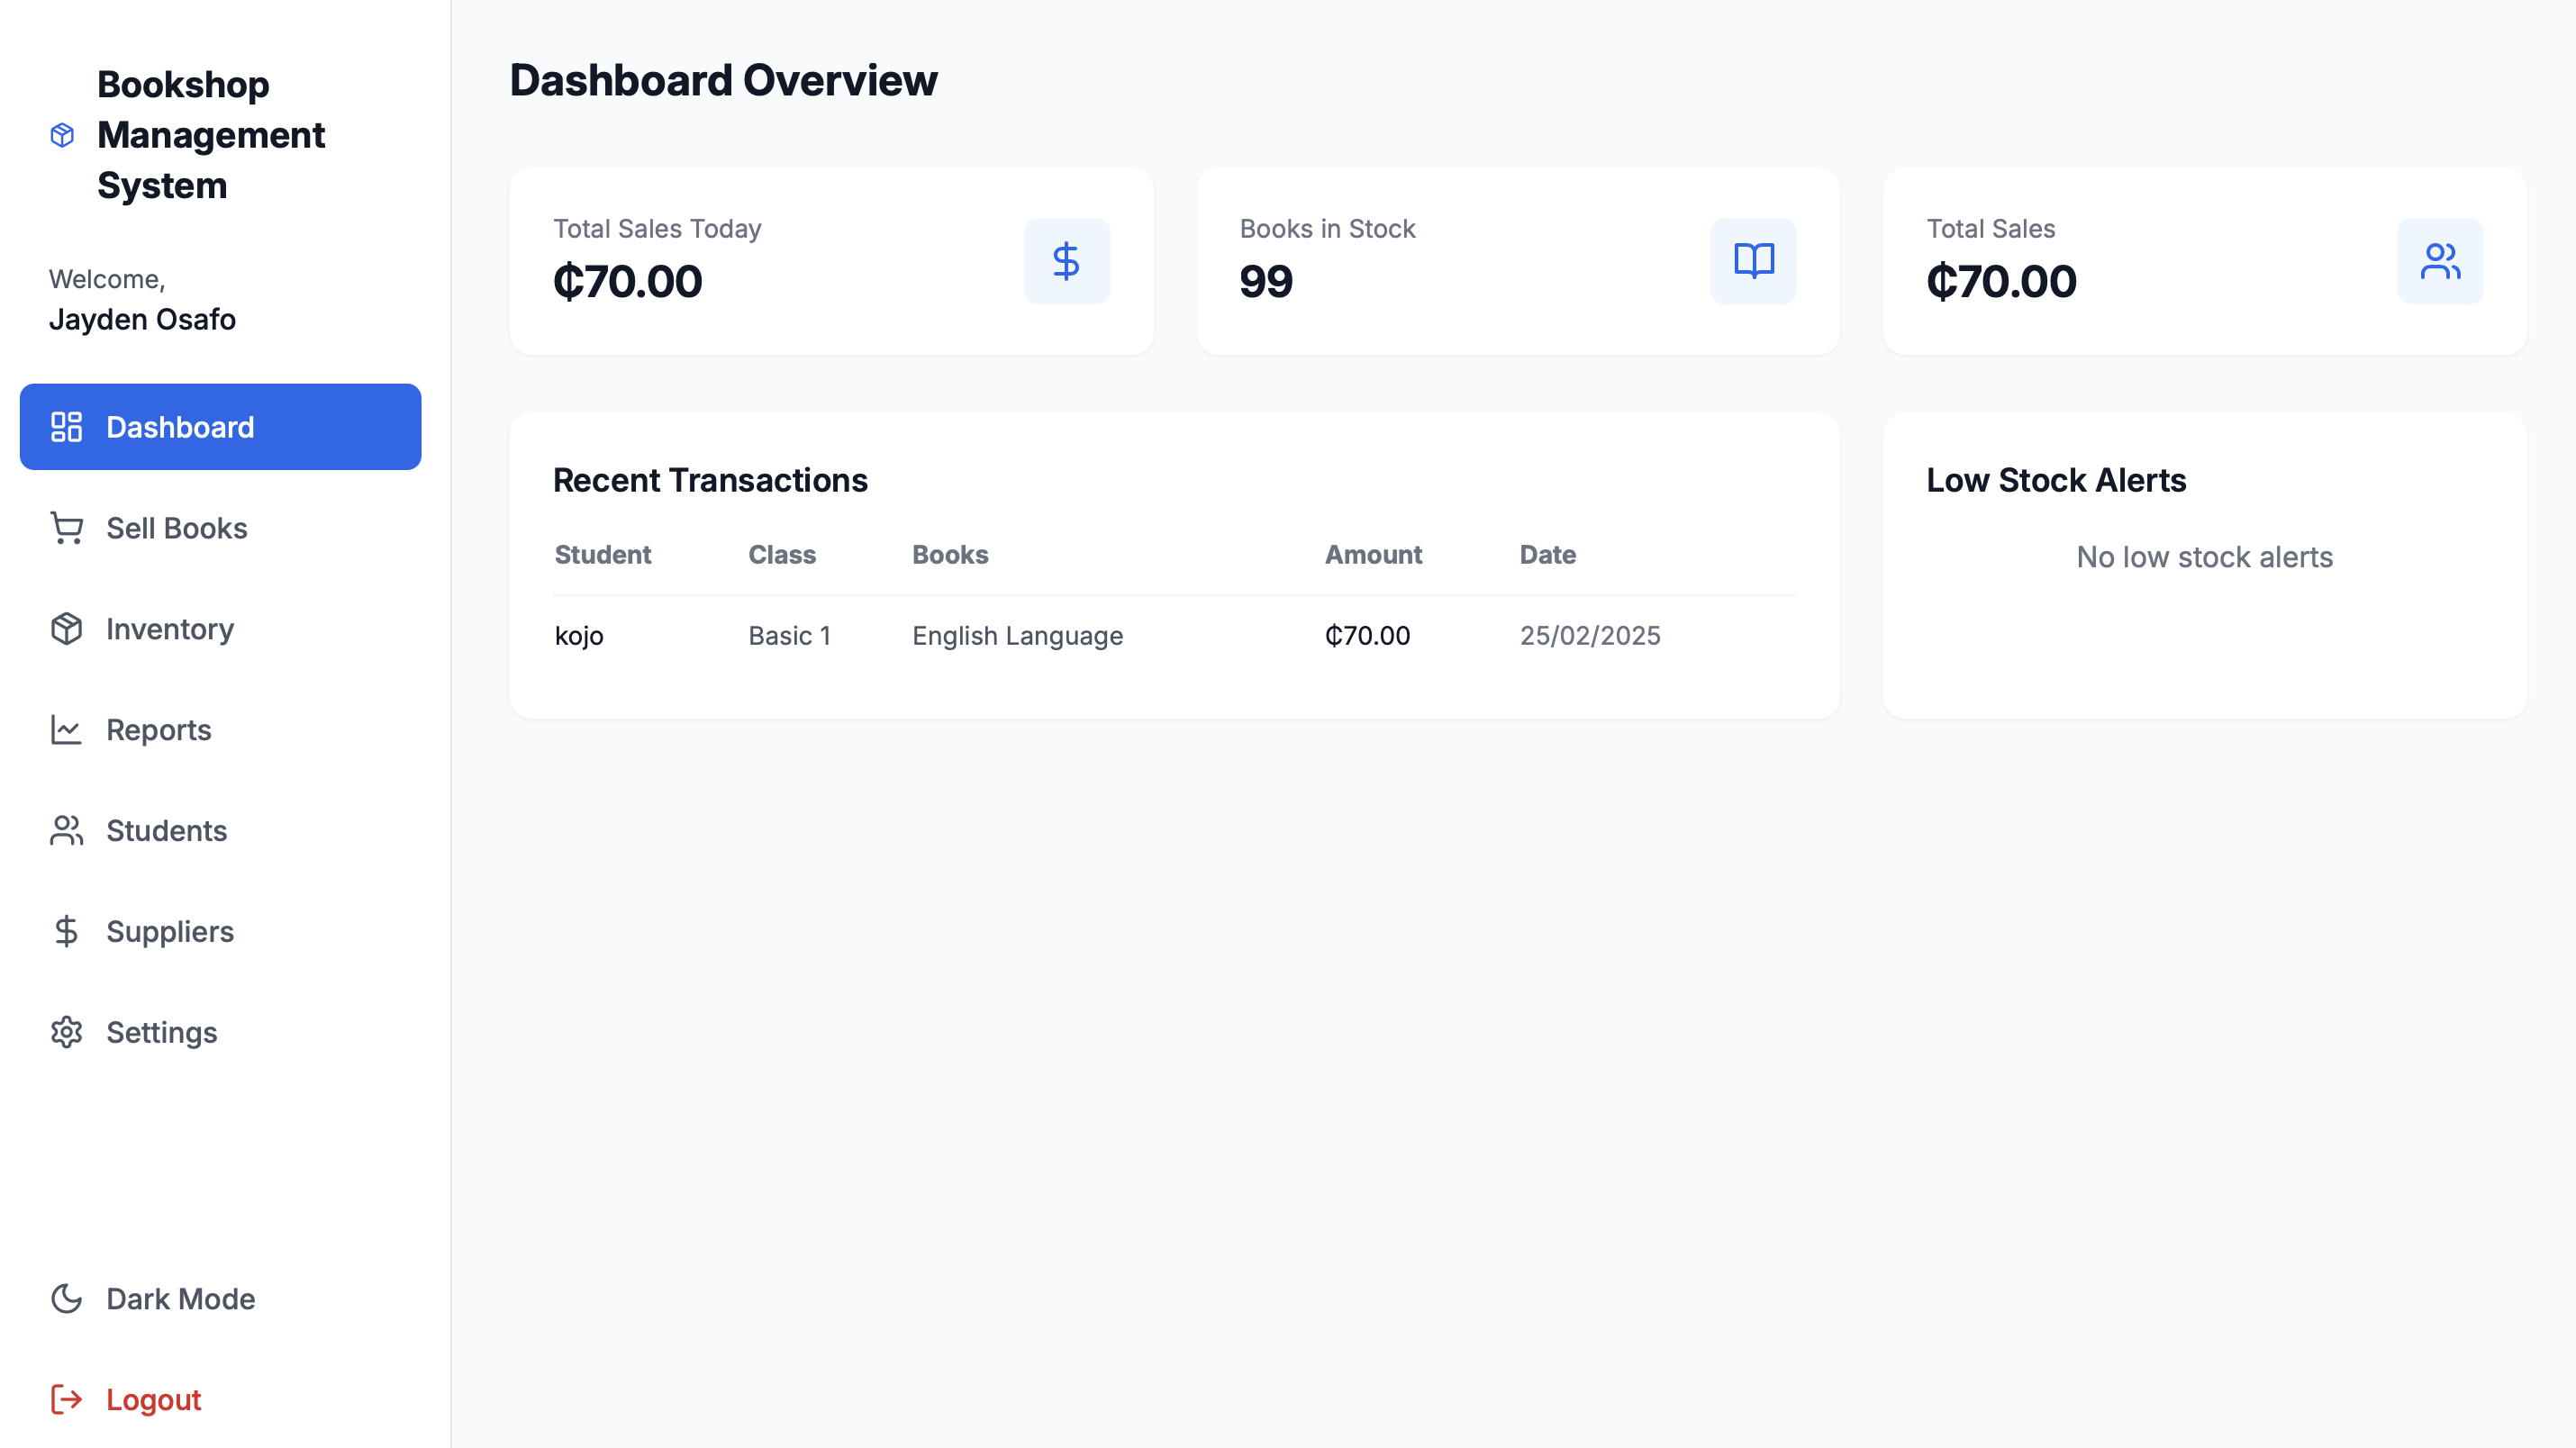 Bookshop
Management
System
Welcome,
Jayden Osafo
Dashboard
Sell Books
Inventory
Reports
Students
Suppliers
Settings
Dark Mode
Logout
Dashboard Overview
Total Sales Today
₵70.00
Books in Stock
99
Total Sales
₵70.00
Recent Transactions
Student Class Books Amount Date
kojo Basic 1 English Language ₵70.00 25/02/2025
Low Stock Alerts
No low stock alerts